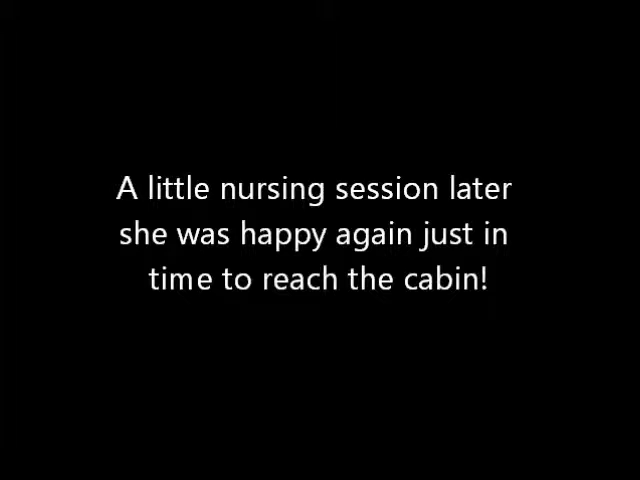 A little nursing session later
she was happy again just in
time to reach the cabin!